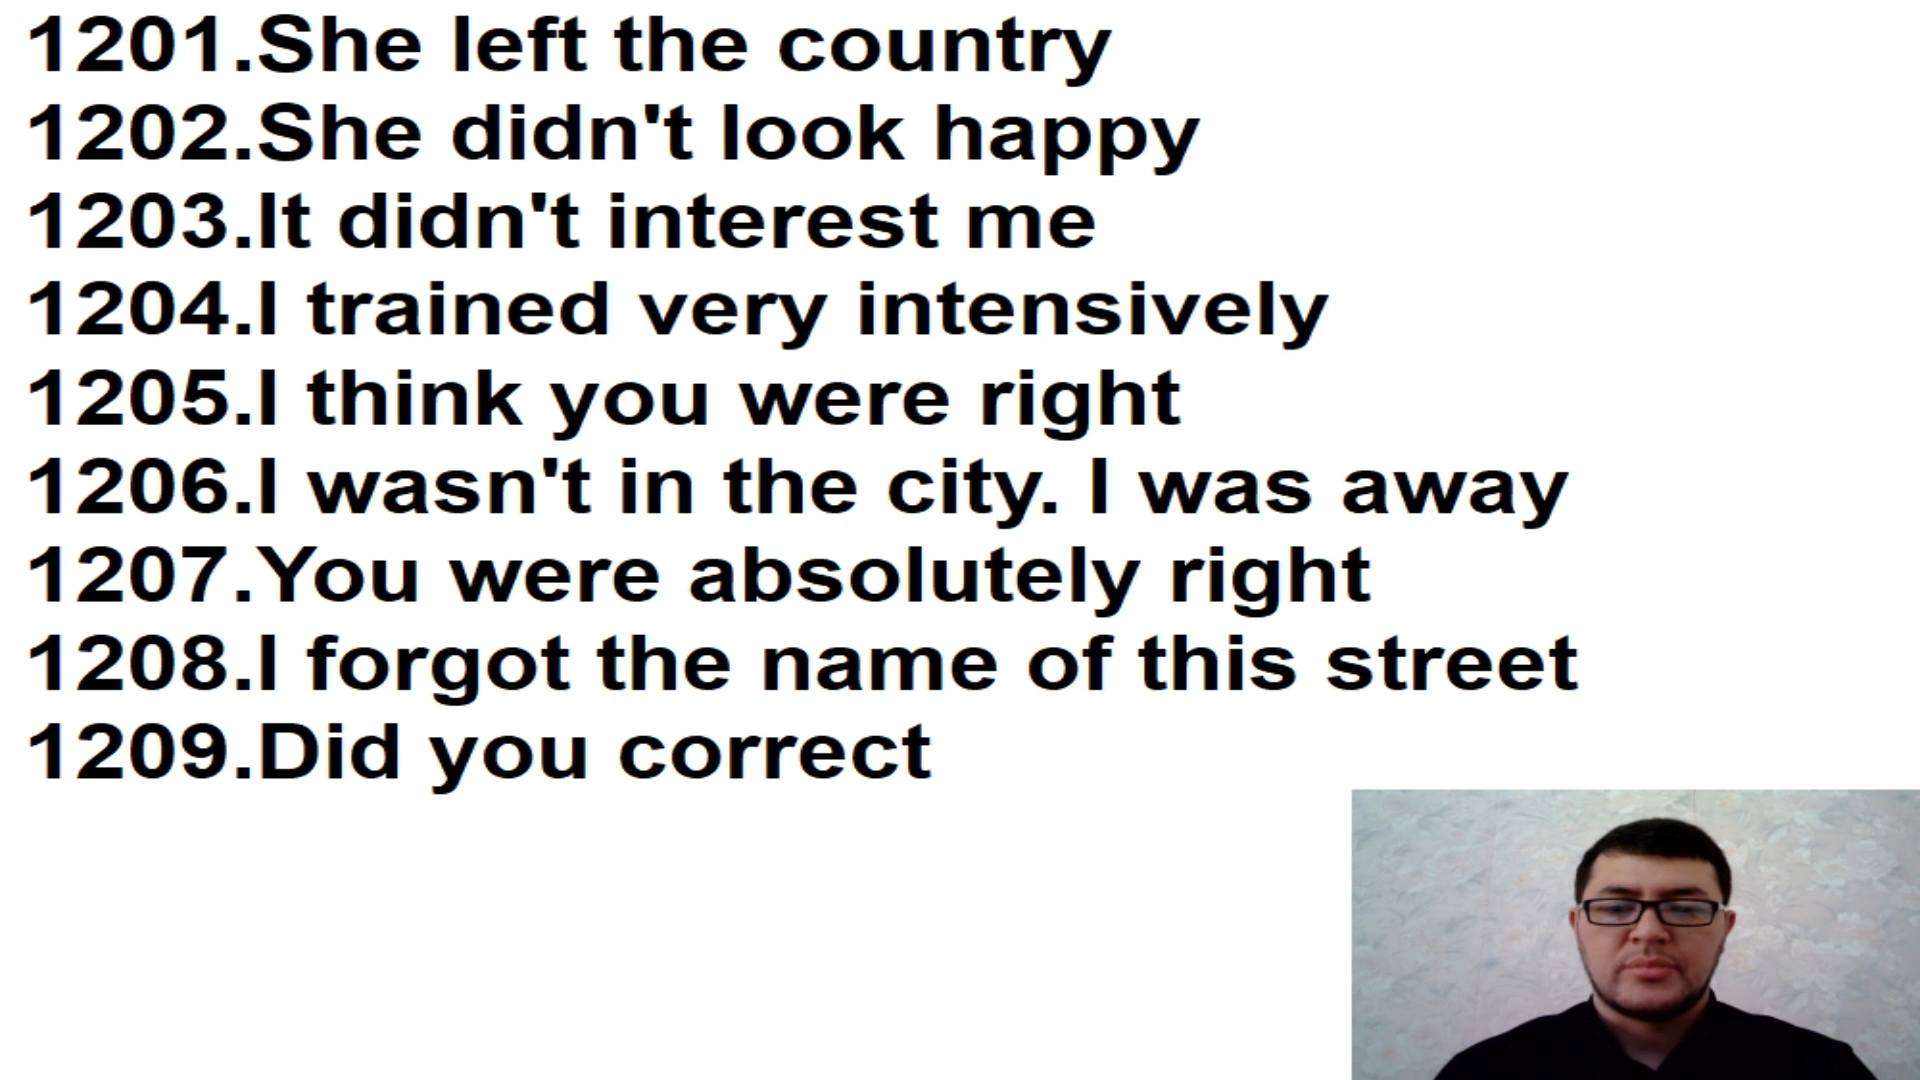 1201.She left the country
1202.She didn't look happy
1203.It didn't interest me
1204.I trained very intensively
1205.I think you were right
1206.I wasn't in the city. I was away
1207.You were absolutely right
1208.I forgot the name of this street
1209.Did you correct